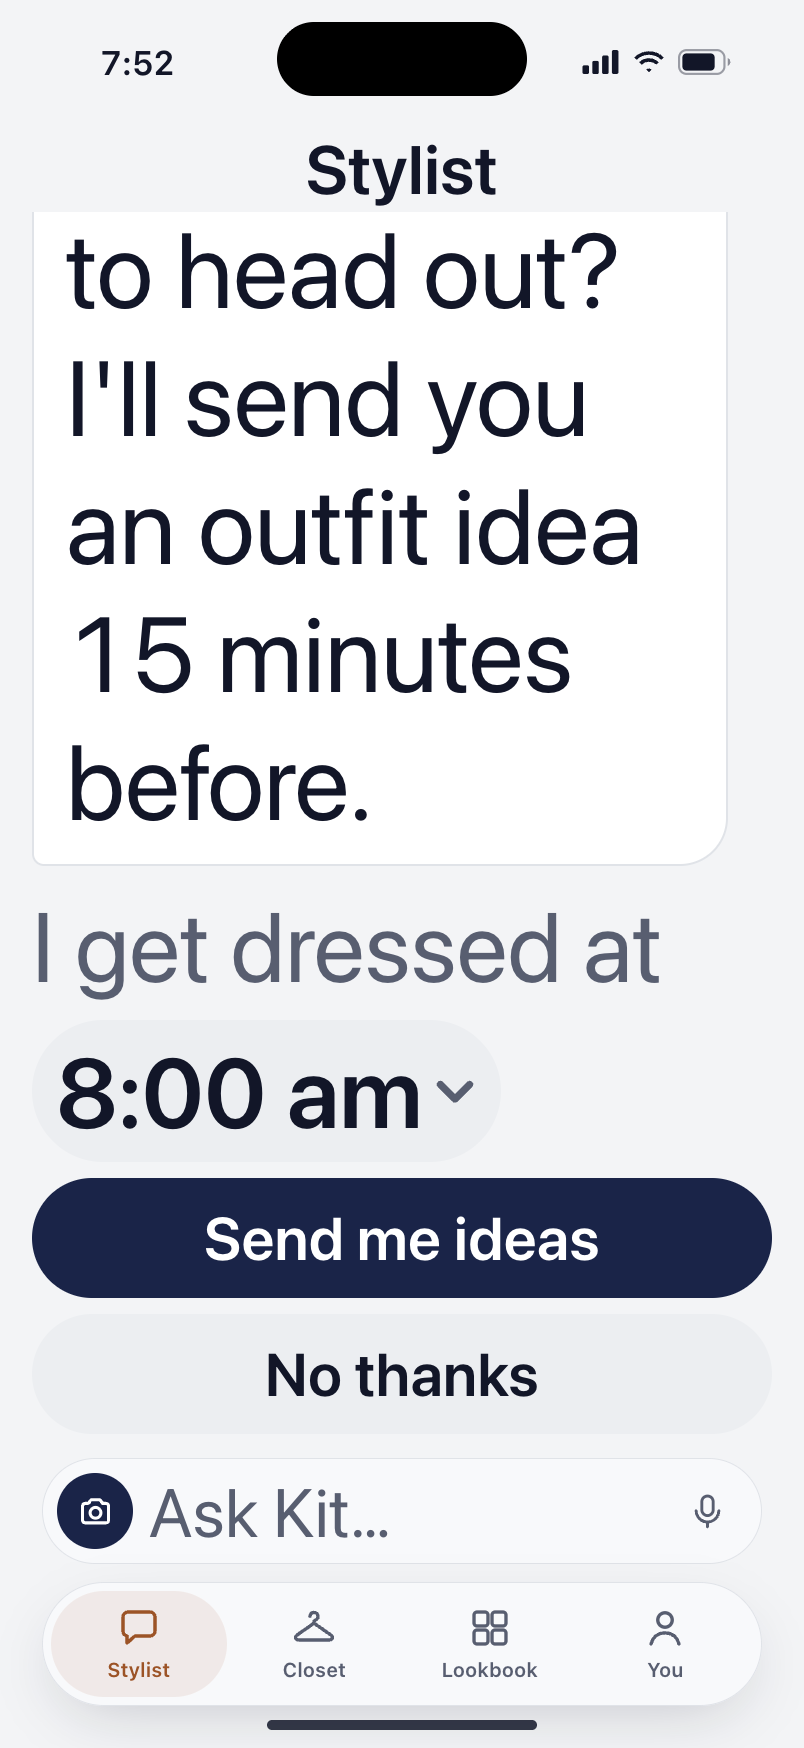 7:52
Stylist
to head out?
I'll send you
an outfit idea
15 minutes
before.
I get dressed at
8:00 am
Send me ideas
No thanks
Ask Kit...
Stylist
Closet
Lookbook
You